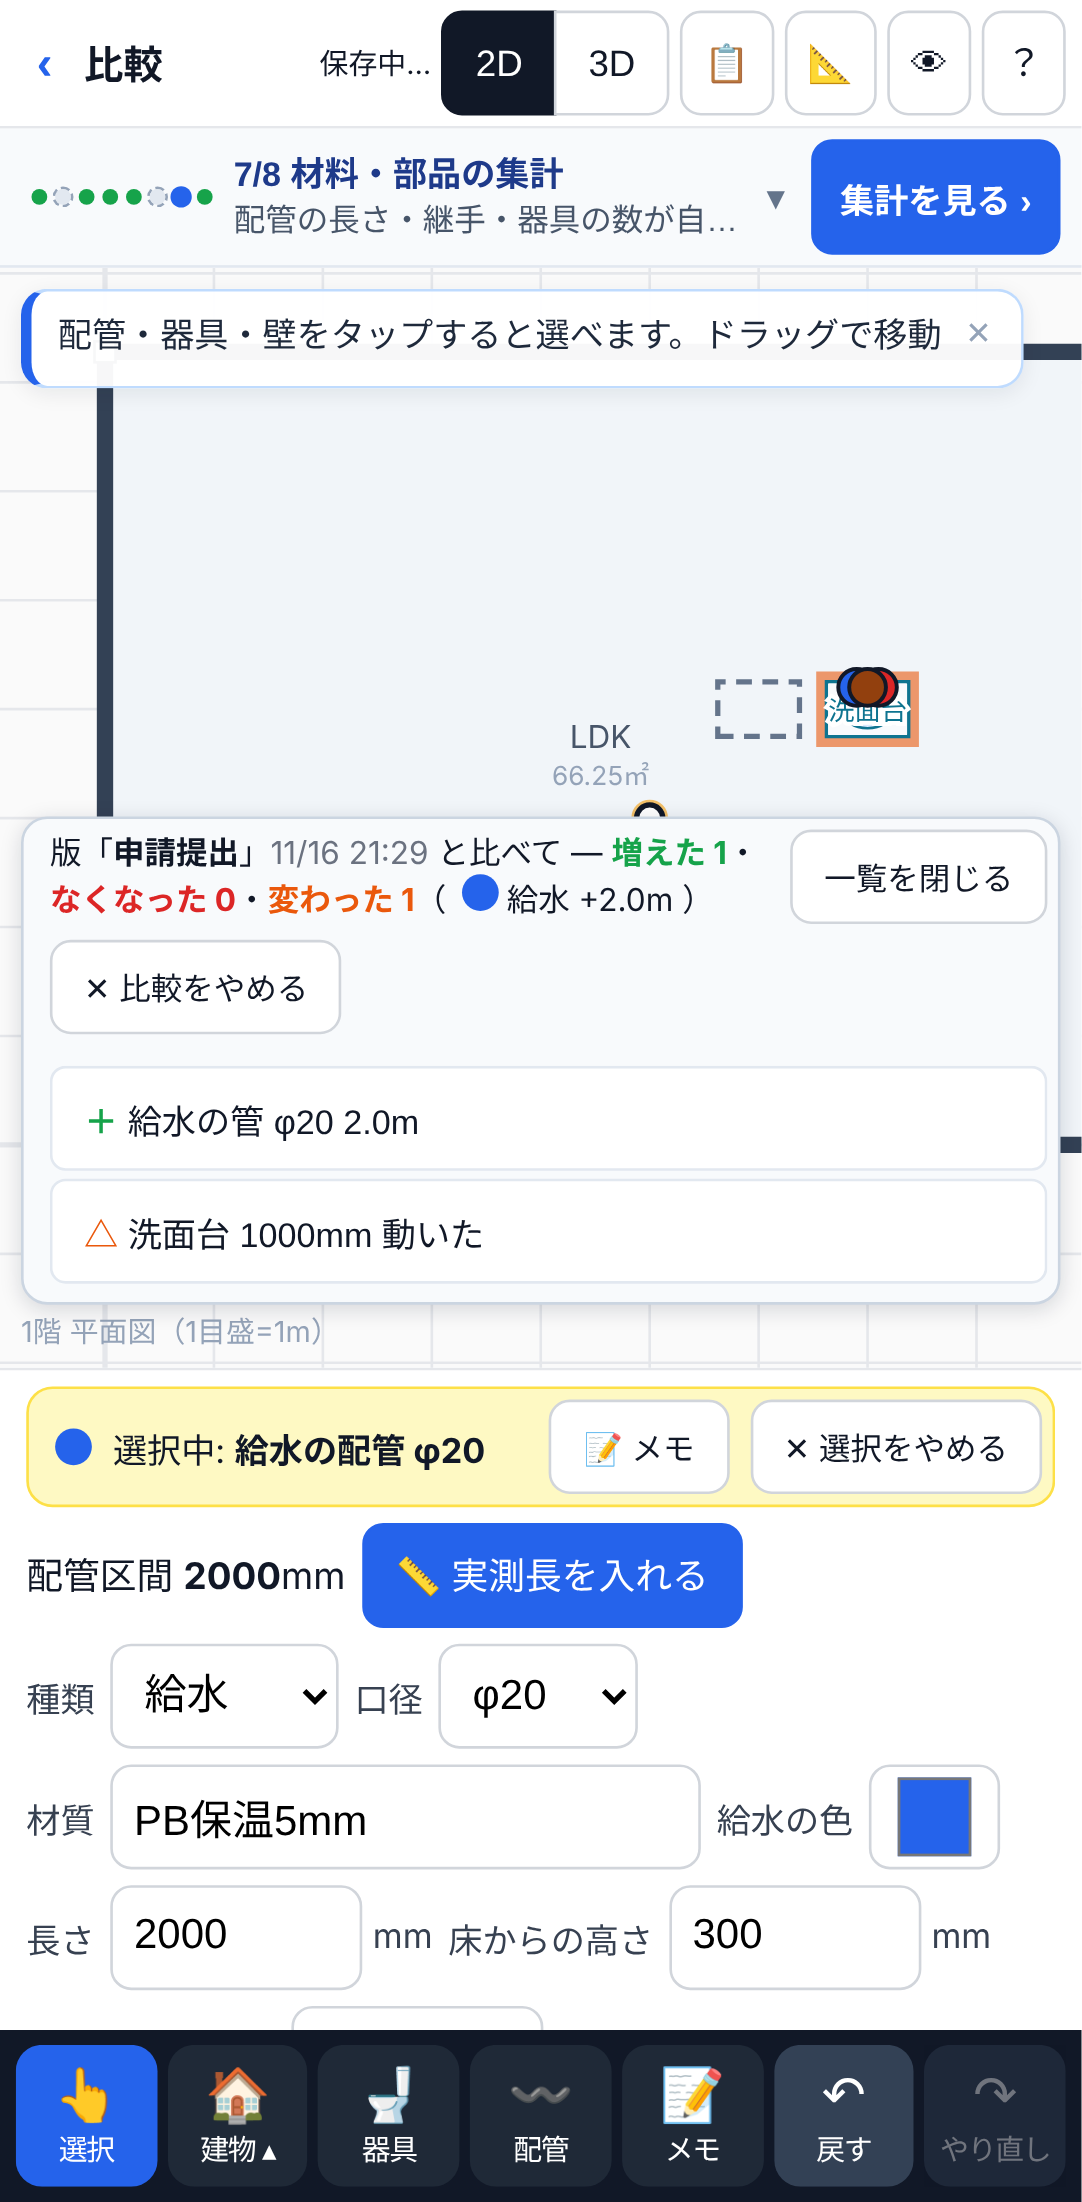 ‹ 比較 保存中... 2D 3D ?
7/8 材料・部品の集計
配管の長さ・継手・器具の数が自... ▼
集計を見る ›
配管・器具・壁をタップすると選べます。ドラッグで移動 ×
洗面台
LDK
66.25㎡
版「申請提出」11/16 21:29 と比べて — 増えた 1・
なくなった 0・変わった 1（ 給水 +2.0m ）
一覧を閉じる
× 比較をやめる
＋ 給水の管 φ20 2.0m
△ 洗面台 1000mm 動いた
1階 平面図（1目盛=1m）
選択中: 給水の配管 φ20 メモ × 選択をやめる
配管区間 2000mm 実測長を入れる
種類 給水 口径 φ20
材質 PB保温5mm 給水の色
長さ 2000 mm 床からの高さ 300 mm
選択 建物▲ 器具 配管 メモ 戻す やり直し